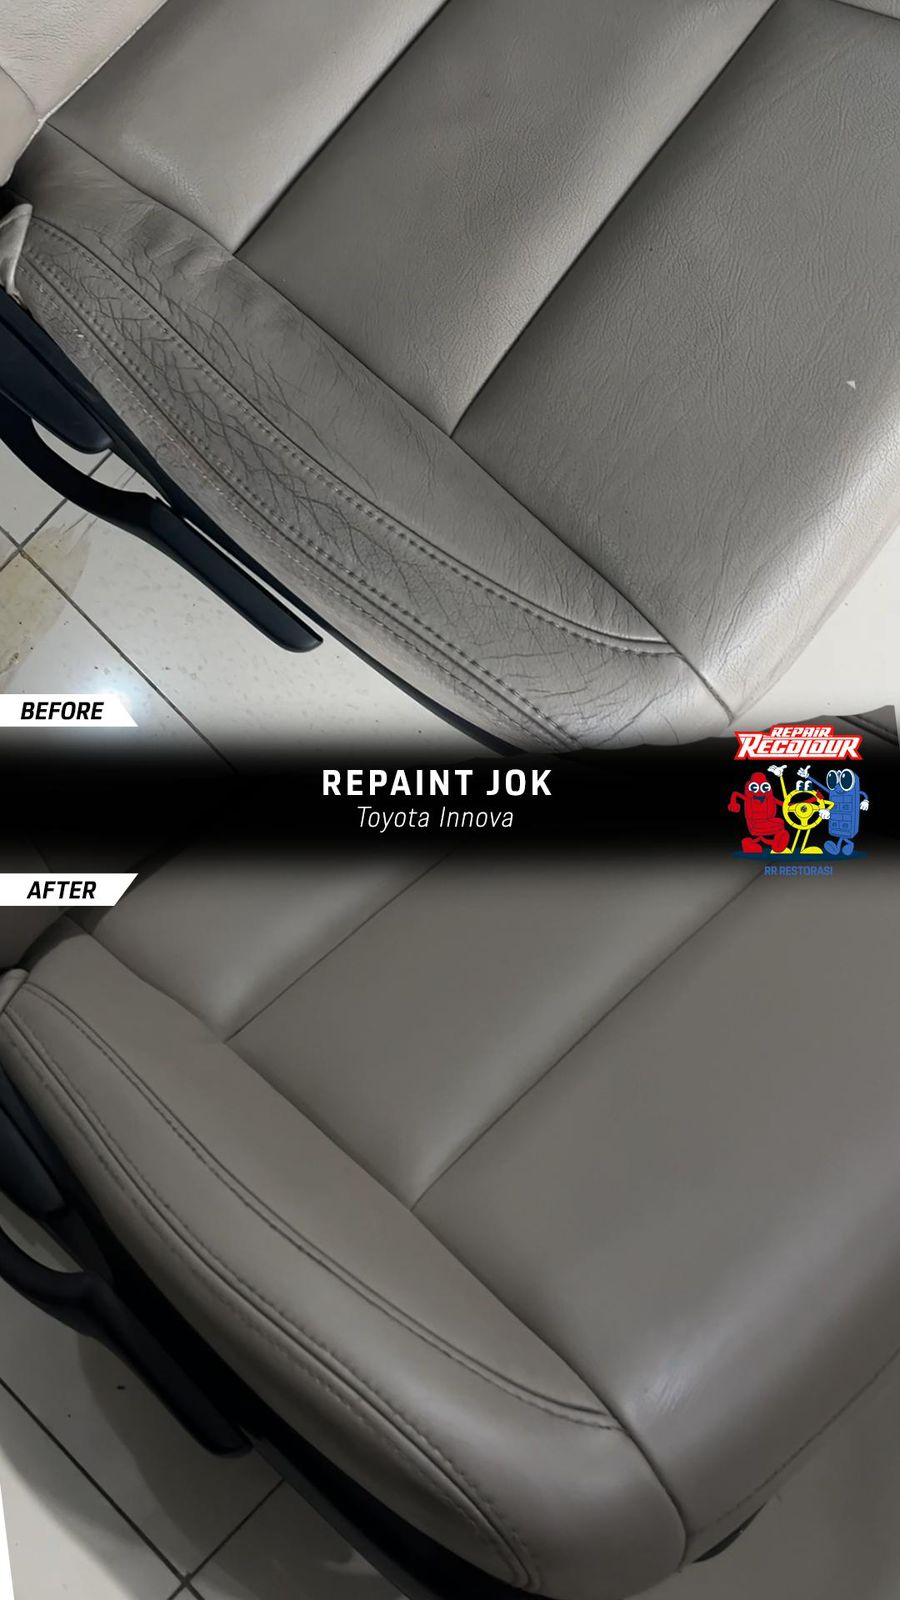 BEFORE
REPAINT JOK
Toyota Innova
REPAIR
RECOLOUR
RR RESTORASI
AFTER